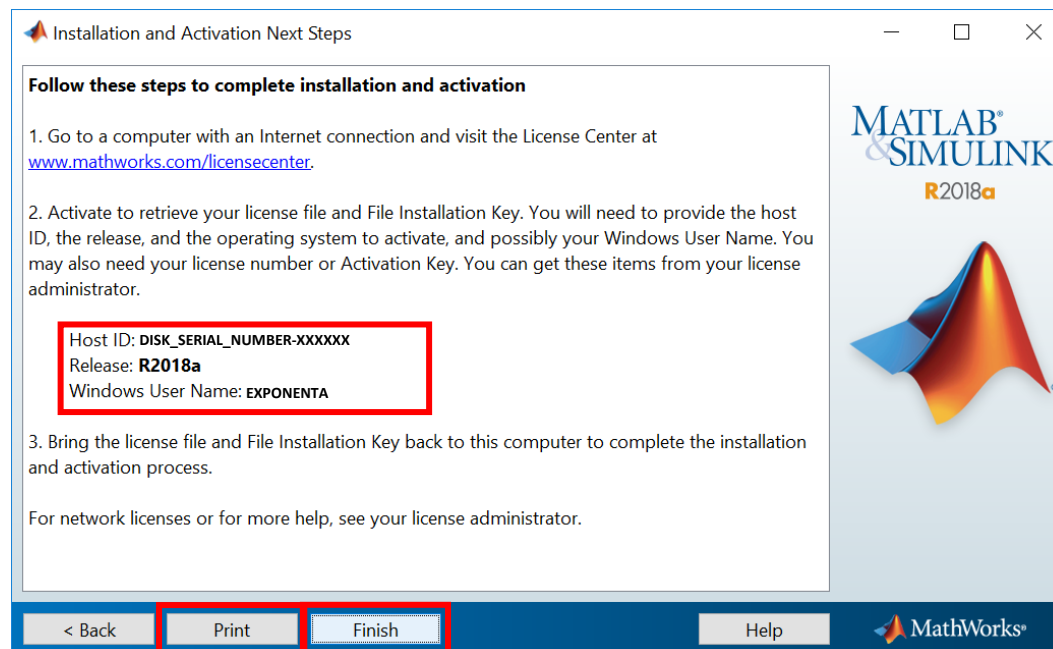 Installation and Activation Next Steps
Follow these steps to complete installation and activation
1. Go to a computer with an Internet connection and visit the License Center at
www.mathworks.com/licensecenter.
2. Activate to retrieve your license file and File Installation Key. You will need to provide the host
ID, the release, and the operating system to activate, and possibly your Windows User Name. You
may also need your license number or Activation Key. You can get these items from your license
administrator.
Host ID: DISK_SERIAL_NUMBER-XXXXXX
Release: R2018a
Windows User Name: EXPONENTA
3. Bring the license file and File Installation Key back to this computer to complete the installation
and activation process.
For network licenses or for more help, see your license administrator.
MATLAB®
&SIMULINK
R2018a
®
< Back
Print
Finish
Help
MathWorks®